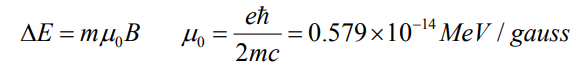 ΔE = mμ₀B μ₀ = eħ / 2mc = 0.579×10⁻¹⁴ MeV / gauss